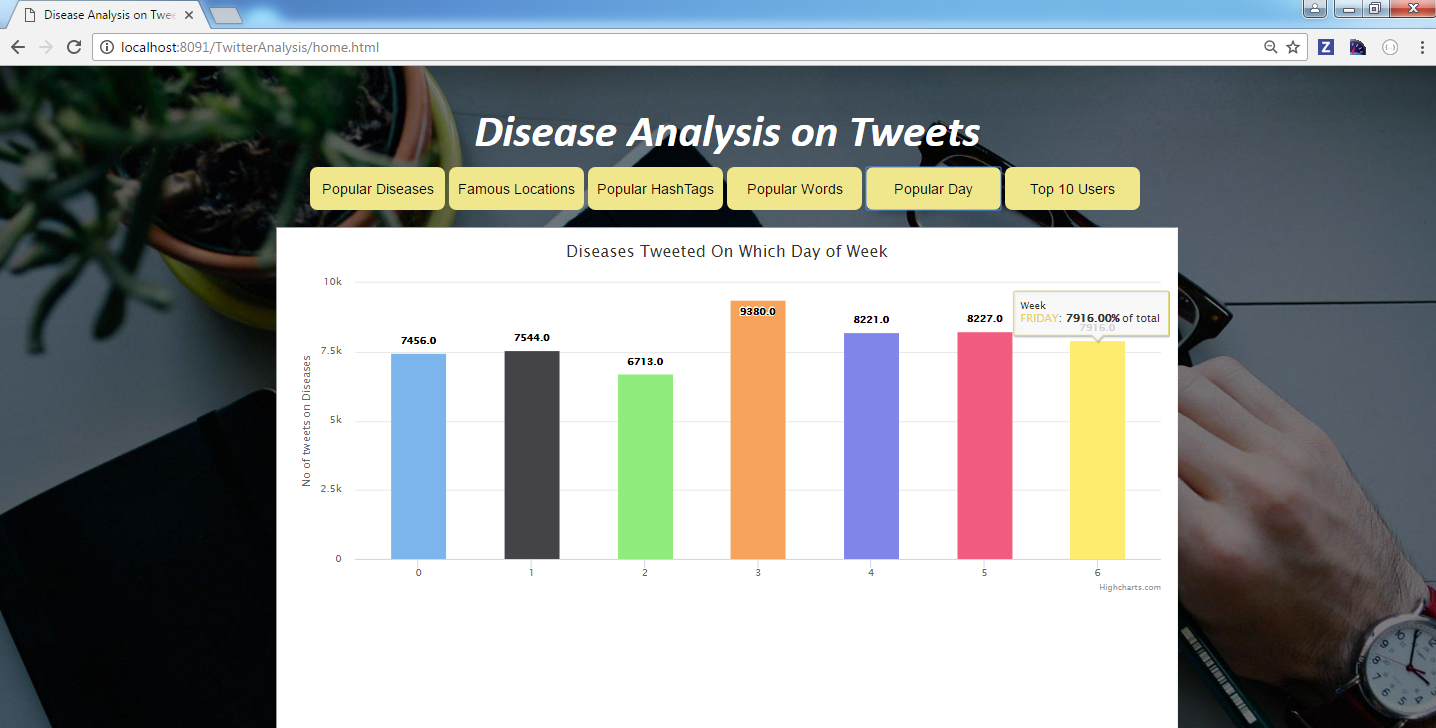 Disease Analysis on Twee
localhost:8091/TwitterAnalysis/home.html
Z
Disease Analysis on Tweets
Popular Diseases
Famous Locations
Popular HashTags
Popular Words
Popular Day
Top 10 Users
Diseases Tweeted On Which Day of Week
No of tweets on Diseases
10k
7.5k
5k
2.5k
0
7456.0
7544.0
6713.0
9380.0
8221.0
8227.0
7916.0
Week
FRIDAY: 7916.00% of total
0
1
2
3
4
5
6
Highcharts.com